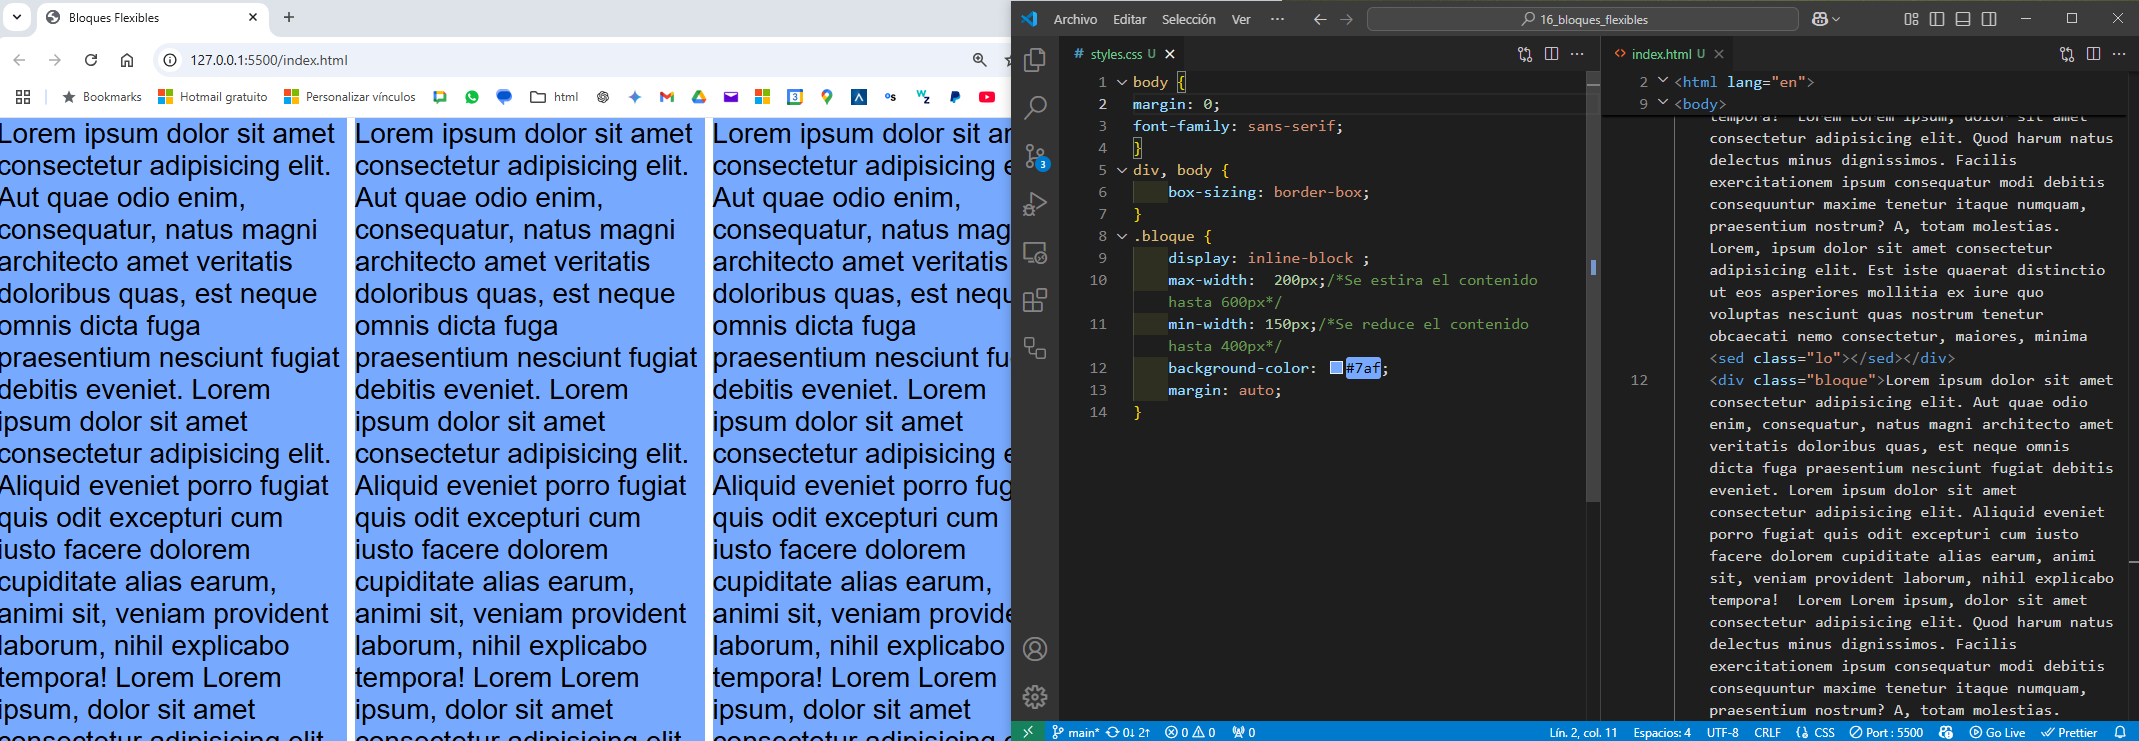 Bloques Flexibles
127.0.0.1:5500/index.html
Bookmarks Hotmail gratuito Personalizar vínculos html
Lorem ipsum dolor sit amet
consectetur adipisicing elit.
Aut quae odio enim,
consequatur, natus magni
architecto amet veritatis
doloribus quas, est neque
omnis dicta fuga
praesentium nesciunt fugiat
debitis eveniet. Lorem
ipsum dolor sit amet
consectetur adipisicing elit.
Aliquid eveniet porro fugiat
quis odit excepturi cum
iusto facere dolorem
cupiditate alias earum,
animi sit, veniam provident
laborum, nihil explicabo
tempora! Lorem Lorem
ipsum, dolor sit amet
consectetur adipisicing elit.
Lorem ipsum dolor sit amet
consectetur adipisicing elit.
Aut quae odio enim,
consequatur, natus magni
architecto amet veritatis
doloribus quas, est neque
omnis dicta fuga
praesentium nesciunt fugiat
debitis eveniet. Lorem
ipsum dolor sit amet
consectetur adipisicing elit.
Aliquid eveniet porro fugiat
quis odit excepturi cum
iusto facere dolorem
cupiditate alias earum,
animi sit, veniam provident
laborum, nihil explicabo
tempora! Lorem Lorem
ipsum, dolor sit amet
consectetur adipisicing elit.
Lorem ipsum dolor sit am
consectetur adipisicing e
Aut quae odio enim,
consequatur, natus mag
architecto amet veritatis
doloribus quas, est nequ
omnis dicta fuga
praesentium nesciunt fu
debitis eveniet. Lorem
ipsum dolor sit amet
consectetur adipisicing e
Aliquid eveniet porro fug
quis odit excepturi cum
iusto facere dolorem
cupiditate alias earum,
animi sit, veniam provide
laborum, nihil explicabo
tempora! Lorem Lorem
ipsum, dolor sit amet
consectetur adipisicing e
Archivo Editar Selección Ver ··· 16_bloques_flexibles
# styles.css U
1 body {
2 margin: 0;
3 font-family: sans-serif;
4 }
5 div, body {
6 box-sizing: border-box;
7 }
8 .bloque {
9 display: inline-block ;
10 max-width:  200px;/*Se estira el contenido
hasta 600px*/
11 min-width: 150px;/*Se reduce el contenido
hasta 400px*/
12 background-color: #7af;
13 margin: auto;
14 }
3
<> index.html U
2 <html lang="en">
9 <body>
tempora!  Lorem Lorem ipsum, dolor sit amet
consectetur adipisicing elit. Quod harum natus
delectus minus dignissimos. Facilis
exercitationem ipsum consequatur modi debitis
consequuntur maxime tenetur itaque numquam,
praesentium nostrum? A, totam molestias.
Lorem, ipsum dolor sit amet consectetur
adipisicing elit. Est iste quaerat distinctio
ut eos asperiores mollitia ex iure quo
voluptas nesciunt quas nostrum tenetur
obcaecati nemo consectetur, maiores, minima
<sed class="lo"></sed></div>
12 <div class="bloque">Lorem ipsum dolor sit amet
consectetur adipisicing elit. Aut quae odio
enim, consequatur, natus magni architecto amet
veritatis doloribus quas, est neque omnis
dicta fuga praesentium nesciunt fugiat debitis
eveniet. Lorem ipsum dolor sit amet
consectetur adipisicing elit. Aliquid eveniet
porro fugiat quis odit excepturi cum iusto
facere dolorem cupiditate alias earum, animi
sit, veniam provident laborum, nihil explicabo
tempora!  Lorem Lorem ipsum, dolor sit amet
consectetur adipisicing elit. Quod harum natus
delectus minus dignissimos. Facilis
exercitationem ipsum consequatur modi debitis
consequuntur maxime tenetur itaque numquam,
praesentium nostrum? A, totam molestias.
main* 0↓ 2↑ 0 0 0 Lín. 2, col. 11 Espacios: 4 UTF-8 CRLF {} CSS Port : 5500 Go Live Prettier